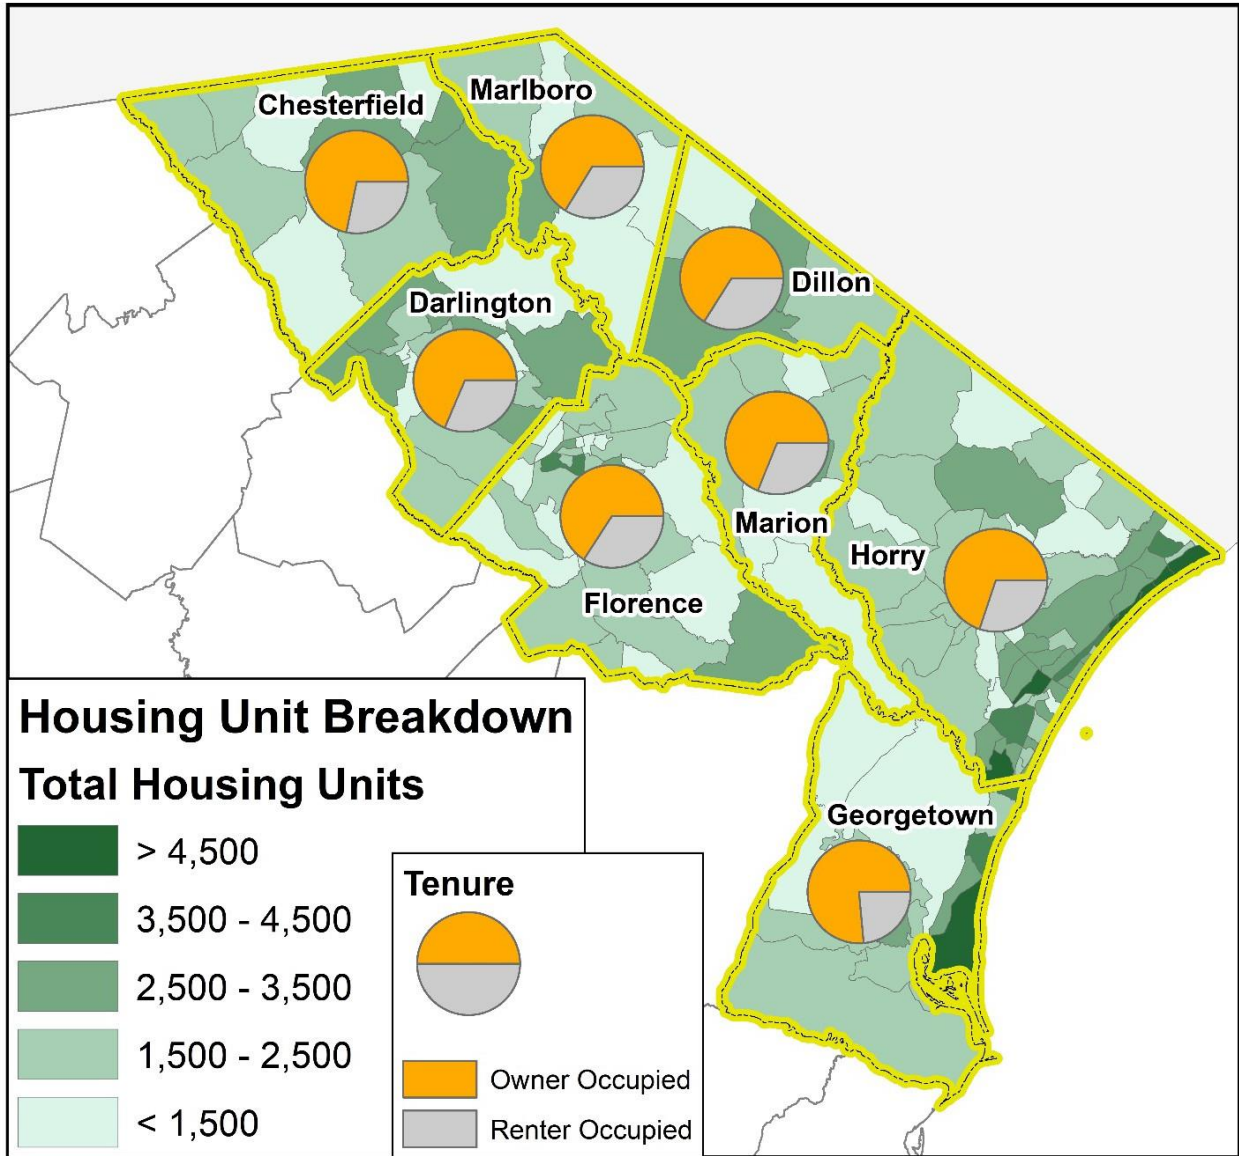 Marlboro
Chesterfield
Dillon
Darlington
Marion
Horry
Florence
Georgetown
Housing Unit Breakdown
Total Housing Units
> 4,500
3,500 - 4,500
2,500 - 3,500
1,500 - 2,500
< 1,500
Tenure
Owner Occupied
Renter Occupied